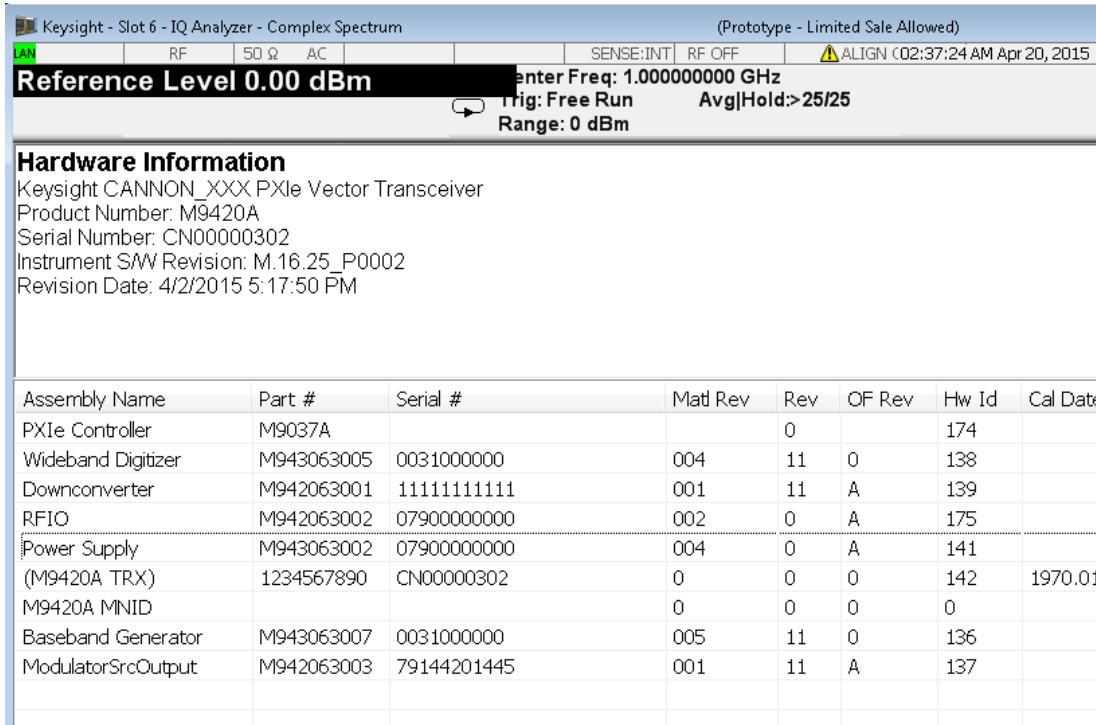 Keysight - Slot 6 - IQ Analyzer - Complex Spectrum (Prototype - Limited Sale Allowed)
LAN RF 50 Ω AC SENSE:INT RF OFF ALIGN 02:37:24 AM Apr 20, 2015
Reference Level 0.00 dBm enter Freq: 1.000000000 GHz
Trig: Free Run Avg|Hold:>25/25
Range: 0 dBm
Hardware Information
Keysight CANNON_XXX PXIe Vector Transceiver
Product Number: M9420A
Serial Number: CN00000302
Instrument S/W Revision: M.16.25_P0002
Revision Date: 4/2/2015 5:17:50 PM
Assembly Name Part # Serial # Matl Rev Rev OF Rev Hw Id Cal Date
PXIe Controller M9037A 0 174
Wideband Digitizer M943063005 0031000000 004 11 0 138
Downconverter M942063001 11111111111 001 11 A 139
RFIO M942063002 07900000000 002 0 A 175
Power Supply M943063002 07900000000 004 0 A 141
(M9420A TRX) 1234567890 CN00000302 0 0 0 142 1970.01
M9420A MNID 0 0 0 0
Baseband Generator M943063007 0031000000 005 11 0 136
ModulatorSrcOutput M942063003 79144201445 001 11 A 137